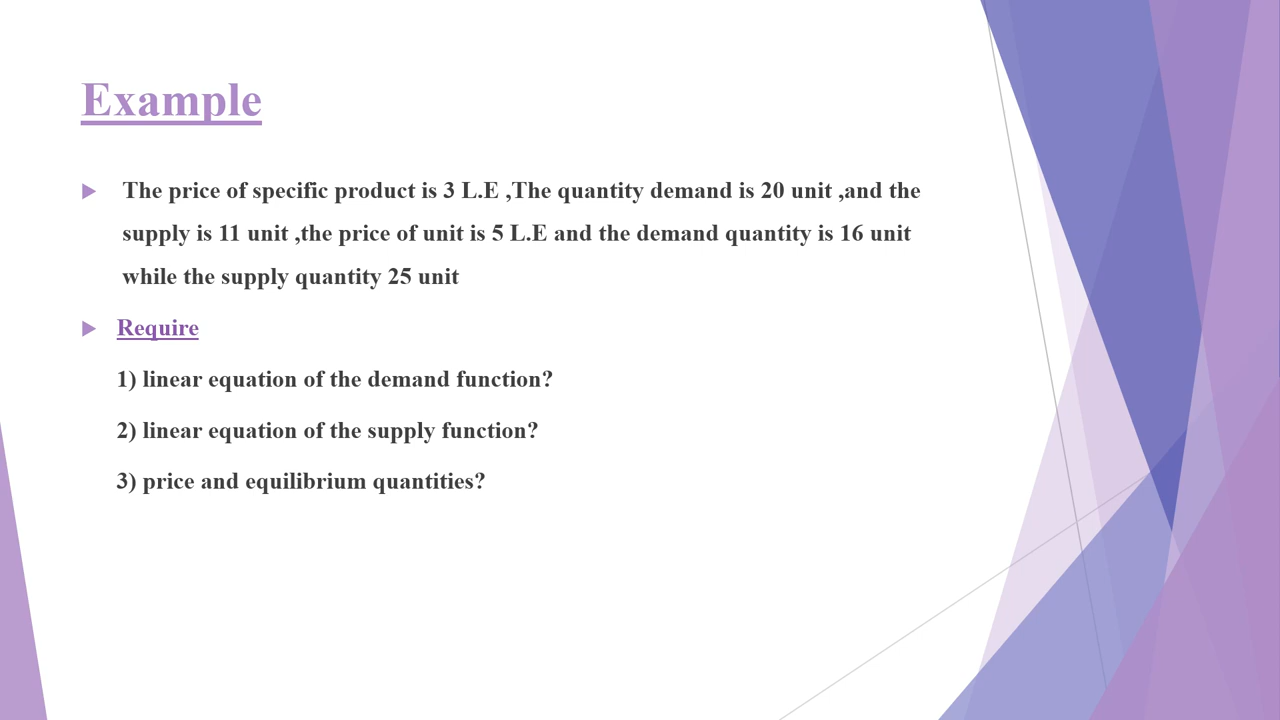 Example
The price of specific product is 3 L.E ,The quantity demand is 20 unit ,and the
supply is 11 unit ,the price of unit is 5 L.E and the demand quantity is 16 unit
while the supply quantity 25 unit
Require
1) linear equation of the demand function?
2) linear equation of the supply function?
3) price and equilibrium quantities?